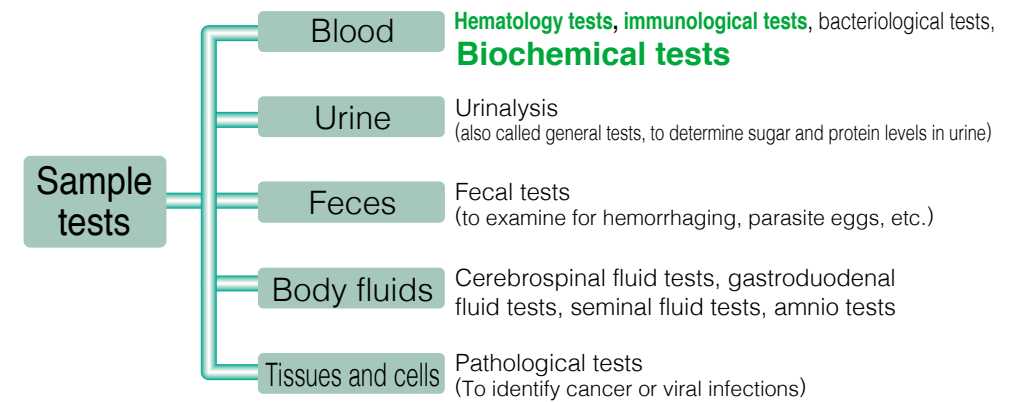 Sample
tests
Blood
Hematology tests, immunological tests, bacteriological tests,
Biochemical tests
Urine
Urinalysis
(also called general tests, to determine sugar and protein levels in urine)
Feces
Fecal tests
(to examine for hemorrhaging, parasite eggs, etc.)
Body fluids
Cerebrospinal fluid tests, gastroduodenal
fluid tests, seminal fluid tests, amnio tests
Tissues and cells
Pathological tests
(To identify cancer or viral infections)